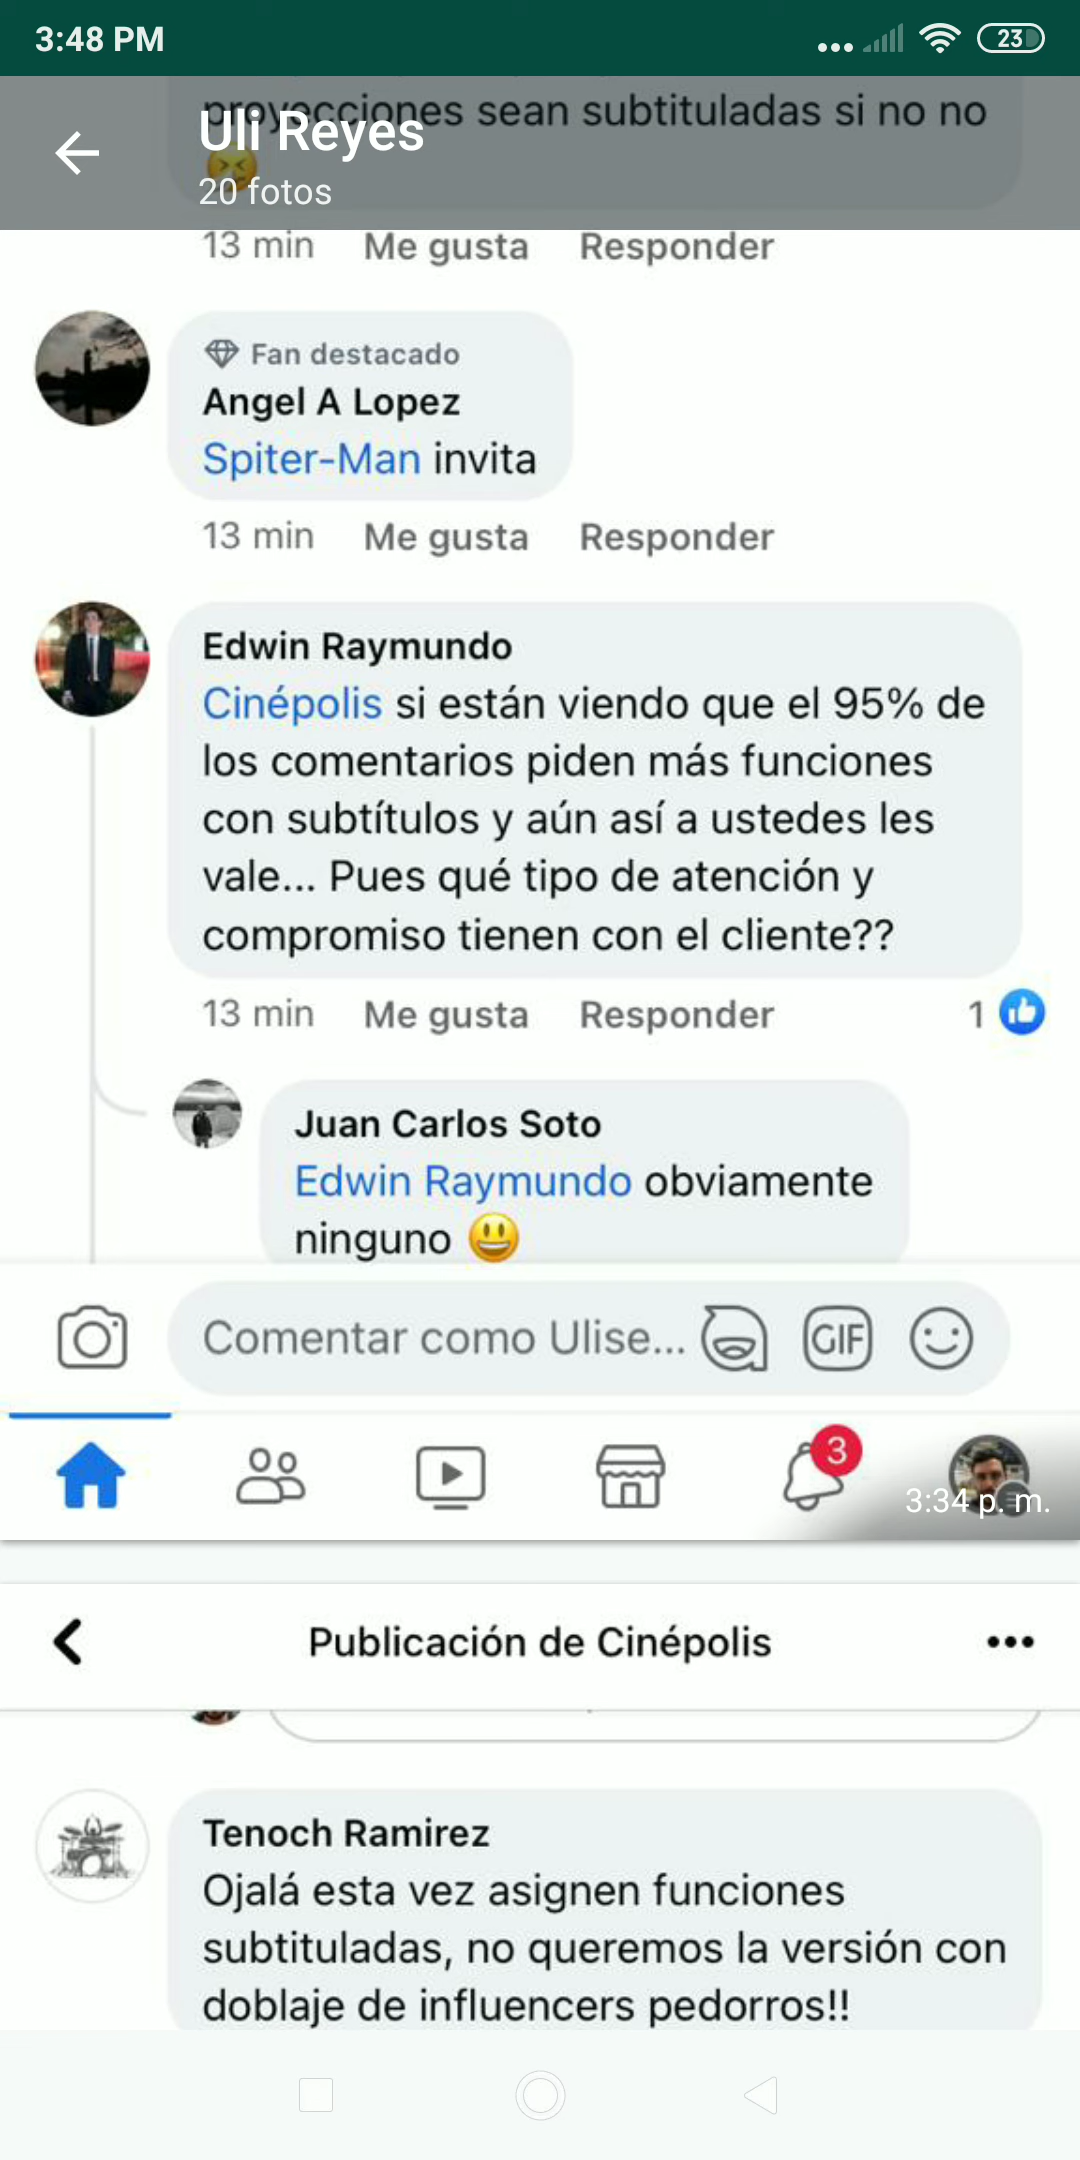 3:48 PM
23
proyecciones sean subtituladas si no no
Uli Reyes
20 fotos
13 min Me gusta Responder
Fan destacado
Angel A Lopez
Spiter-Man invita
13 min Me gusta Responder
Edwin Raymundo
Cinépolis si están viendo que el 95% de
los comentarios piden más funciones
con subtítulos y aún así a ustedes les
vale... Pues qué tipo de atención y
compromiso tienen con el cliente??
13 min Me gusta Responder 1
Juan Carlos Soto
Edwin Raymundo obviamente
ninguno 😃
Comentar como Ulise... GIF
3
3:34 p. m.
Publicación de Cinépolis
Tenoch Ramirez
Ojalá esta vez asignen funciones
subtituladas, no queremos la versión con
doblaje de influencers pedorros!!